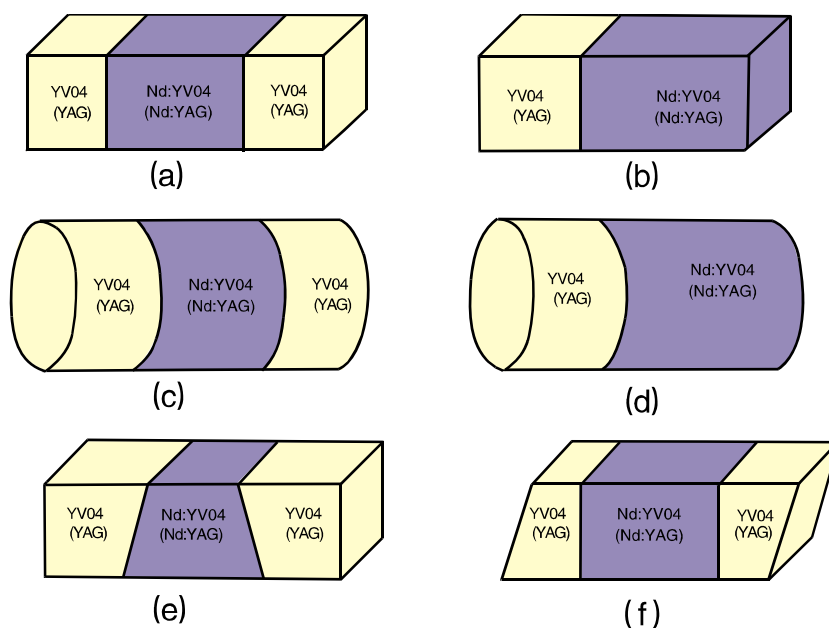 YV04
(YAG)
Nd:YV04
(Nd:YAG)
YV04
(YAG)
(a)
YV04
(YAG)
Nd:YV04
(Nd:YAG)
(b)
YV04
(YAG)
Nd:YV04
(Nd:YAG)
YV04
(YAG)
(c)
YV04
(YAG)
Nd:YV04
(Nd:YAG)
(d)
YV04
(YAG)
Nd:YV04
(Nd:YAG)
YV04
(YAG)
(e)
YV04
(YAG)
Nd:YV04
(Nd:YAG)
YV04
(YAG)
(f)